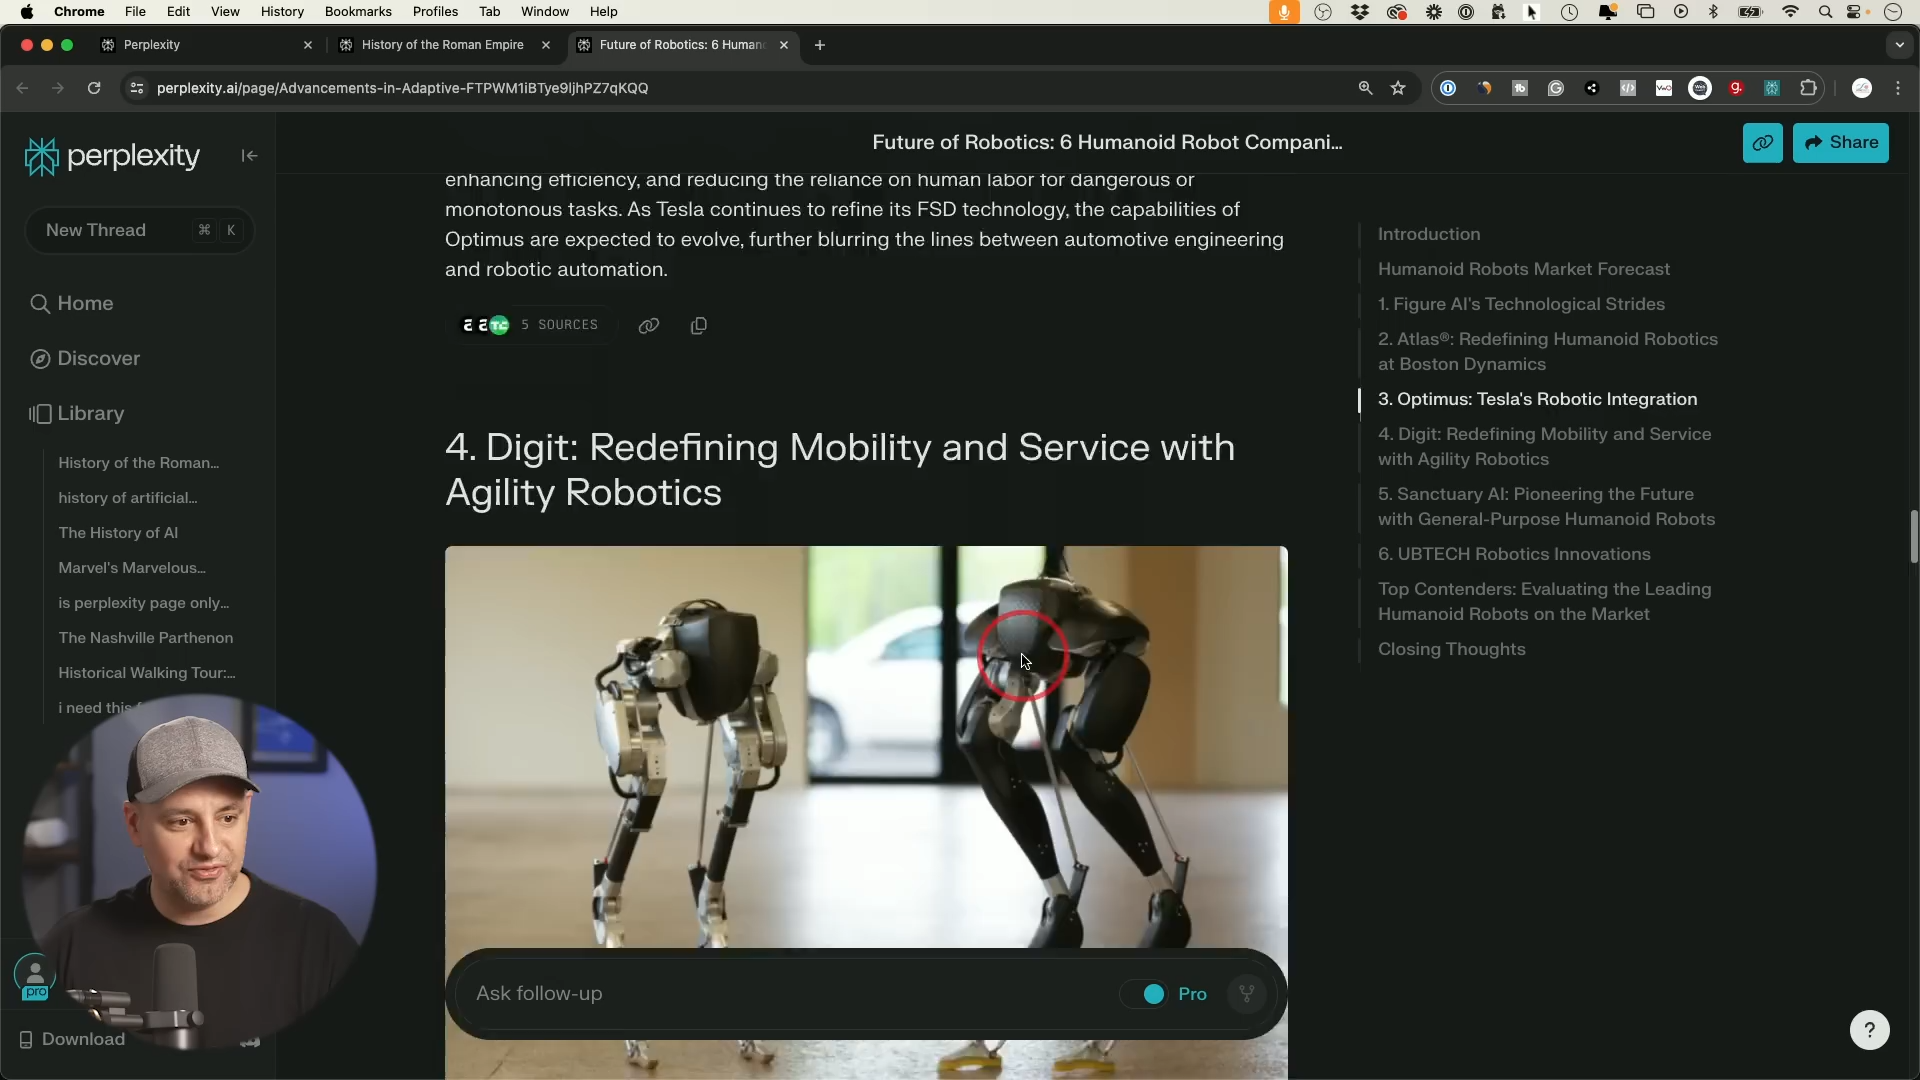 Chrome File Edit View History Bookmarks Profiles Tab Window Help
Perplexity
History of the Roman Empire
Future of Robotics: 6 Human
perplexity.ai/page/Advancements-in-Adaptive-FTPWM1iBTye9ljhPZ7qKQQ
perplexity
Future of Robotics: 6 Humanoid Robot Compani...
Share
New Thread ⌘ K
Home
Discover
Library
History of the Roman...
history of artificial...
The History of AI
Marvel's Marvelous...
is perplexity page only...
The Nashville Parthenon
Historical Walking Tour:...
i need this
pro
Download
enhancing efficiency, and reducing the reliance on human labor for dangerous or
monotonous tasks. As Tesla continues to refine its FSD technology, the capabilities of
Optimus are expected to evolve, further blurring the lines between automotive engineering
and robotic automation.
5 SOURCES
4. Digit: Redefining Mobility and Service with
Agility Robotics
Ask follow-up
Pro
Introduction
Humanoid Robots Market Forecast
1. Figure AI's Technological Strides
2. Atlas®: Redefining Humanoid Robotics
at Boston Dynamics
3. Optimus: Tesla's Robotic Integration
4. Digit: Redefining Mobility and Service
with Agility Robotics
5. Sanctuary AI: Pioneering the Future
with General-Purpose Humanoid Robots
6. UBTECH Robotics Innovations
Top Contenders: Evaluating the Leading
Humanoid Robots on the Market
Closing Thoughts
?